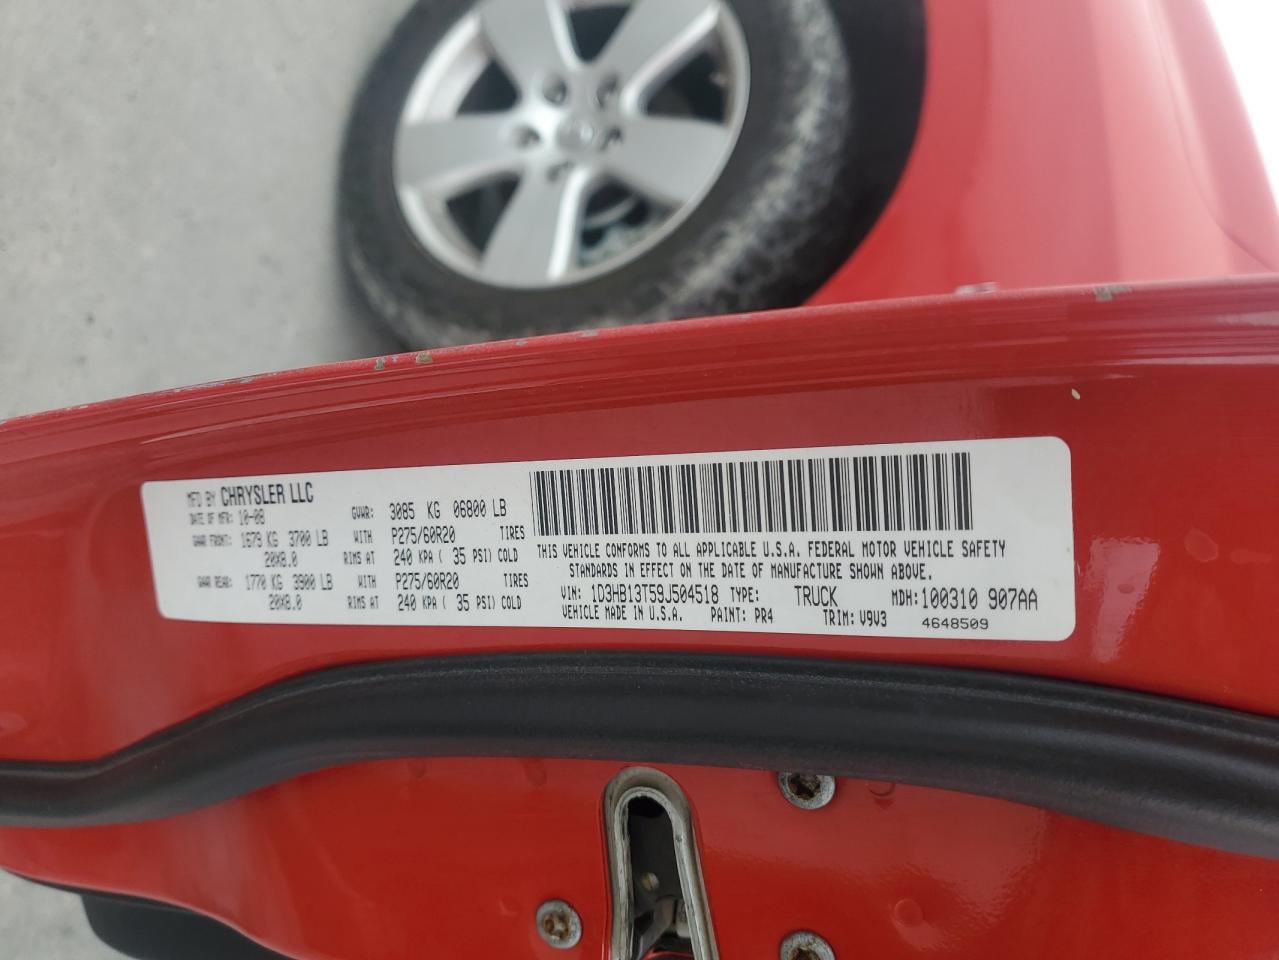 MFD BY CHRYSLER LLC
DATE OF MFR: 10-08 GVWR: 3085 KG 06800 LB
GAWR FRONT: 1679 KG 3700 LB WITH P275/60R20 TIRES
20X8.0 RIMS AT 240 KPA ( 35 PSI) COLD
GAWR REAR: 1770 KG 3900 LB WITH P275/60R20 TIRES
20X8.0 RIMS AT 240 KPA ( 35 PSI) COLD
THIS VEHICLE CONFORMS TO ALL APPLICABLE U.S.A. FEDERAL MOTOR VEHICLE SAFETY
STANDARDS IN EFFECT ON THE DATE OF MANUFACTURE SHOWN ABOVE.
VIN: 1D3HB13T59J504518 TYPE: TRUCK MDH: 100310 907AA
VEHICLE MADE IN U.S.A. PAINT: PR4 TRIM: V9V3 4648509